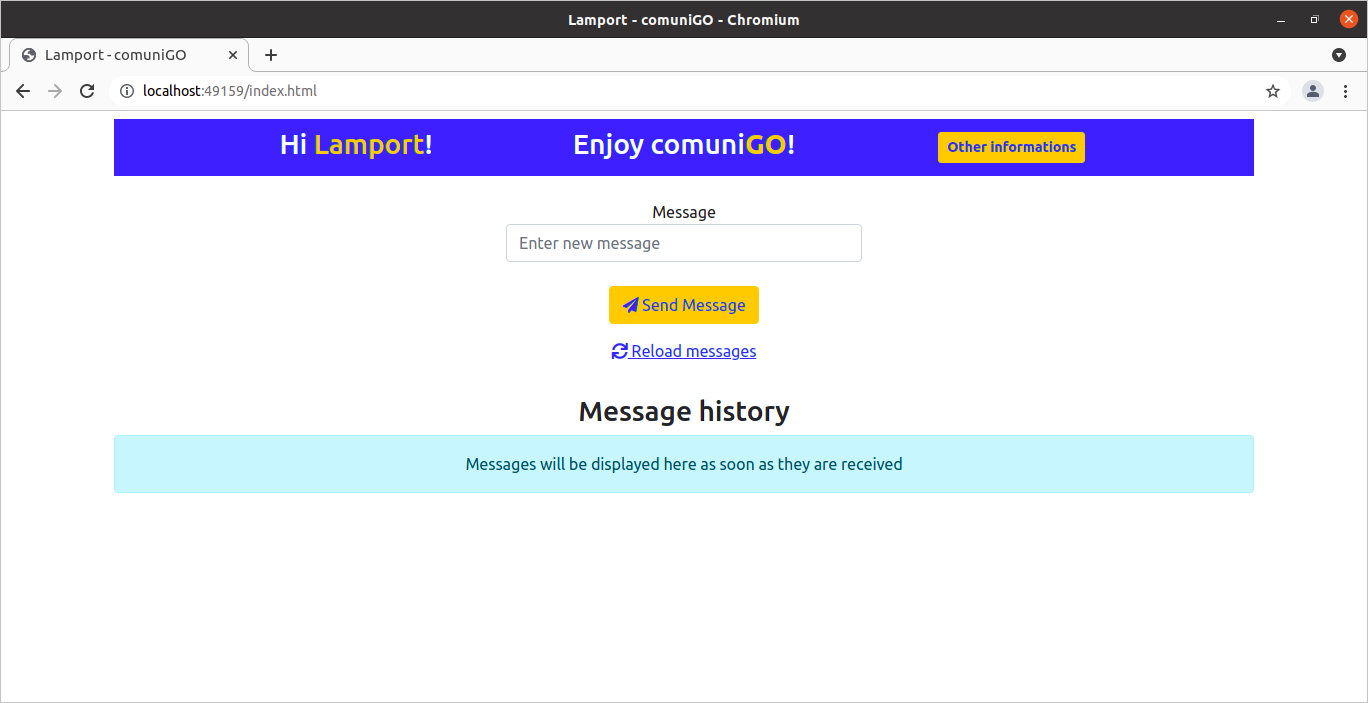 Lamport - comuniGO - Chromium
Lamport - comuniGO
localhost:49159/index.html
Hi Lamport! Enjoy comuniGO! Other informations
Message
Enter new message
Send Message
Reload messages
Message history
Messages will be displayed here as soon as they are received